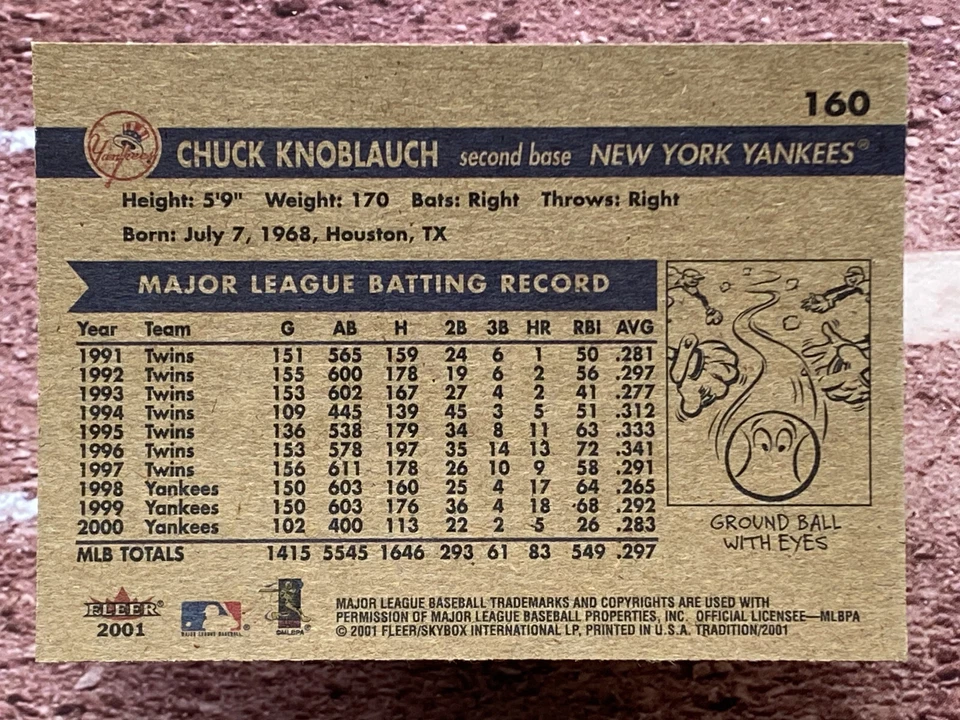 160
Yankees
CHUCK KNOBLAUCH second base NEW YORK YANKEES®
Height: 5'9" Weight: 170 Bats: Right Throws: Right
Born: July 7, 1968, Houston, TX
MAJOR LEAGUE BATTING RECORD
Year Team G AB H 2B 3B HR RBI AVG
1991 Twins 151 565 159 24 6 1 50 .281
1992 Twins 155 600 178 19 6 2 56 .297
1993 Twins 153 602 167 27 4 2 41 .277
1994 Twins 109 445 139 45 3 5 51 .312
1995 Twins 136 538 179 34 8 11 63 .333
1996 Twins 153 578 197 35 14 13 72 .341
1997 Twins 156 611 178 26 10 9 58 .291
1998 Yankees 150 603 160 25 4 17 64 .265
1999 Yankees 150 603 176 36 4 18 68 .292
2000 Yankees 102 400 113 22 2 5 26 .283
MLB TOTALS 1415 5545 1646 293 61 83 549 .297
GROUND BALL
WITH EYES
FLEER®
2001
MAJOR LEAGUE BASEBALL®
©MLBPA
MAJOR LEAGUE BASEBALL TRADEMARKS AND COPYRIGHTS ARE USED WITH
PERMISSION OF MAJOR LEAGUE BASEBALL PROPERTIES, INC. OFFICIAL LICENSEE—MLBPA
© 2001 FLEER/SKYBOX INTERNATIONAL LP, PRINTED IN U.S.A. TRADITION/2001